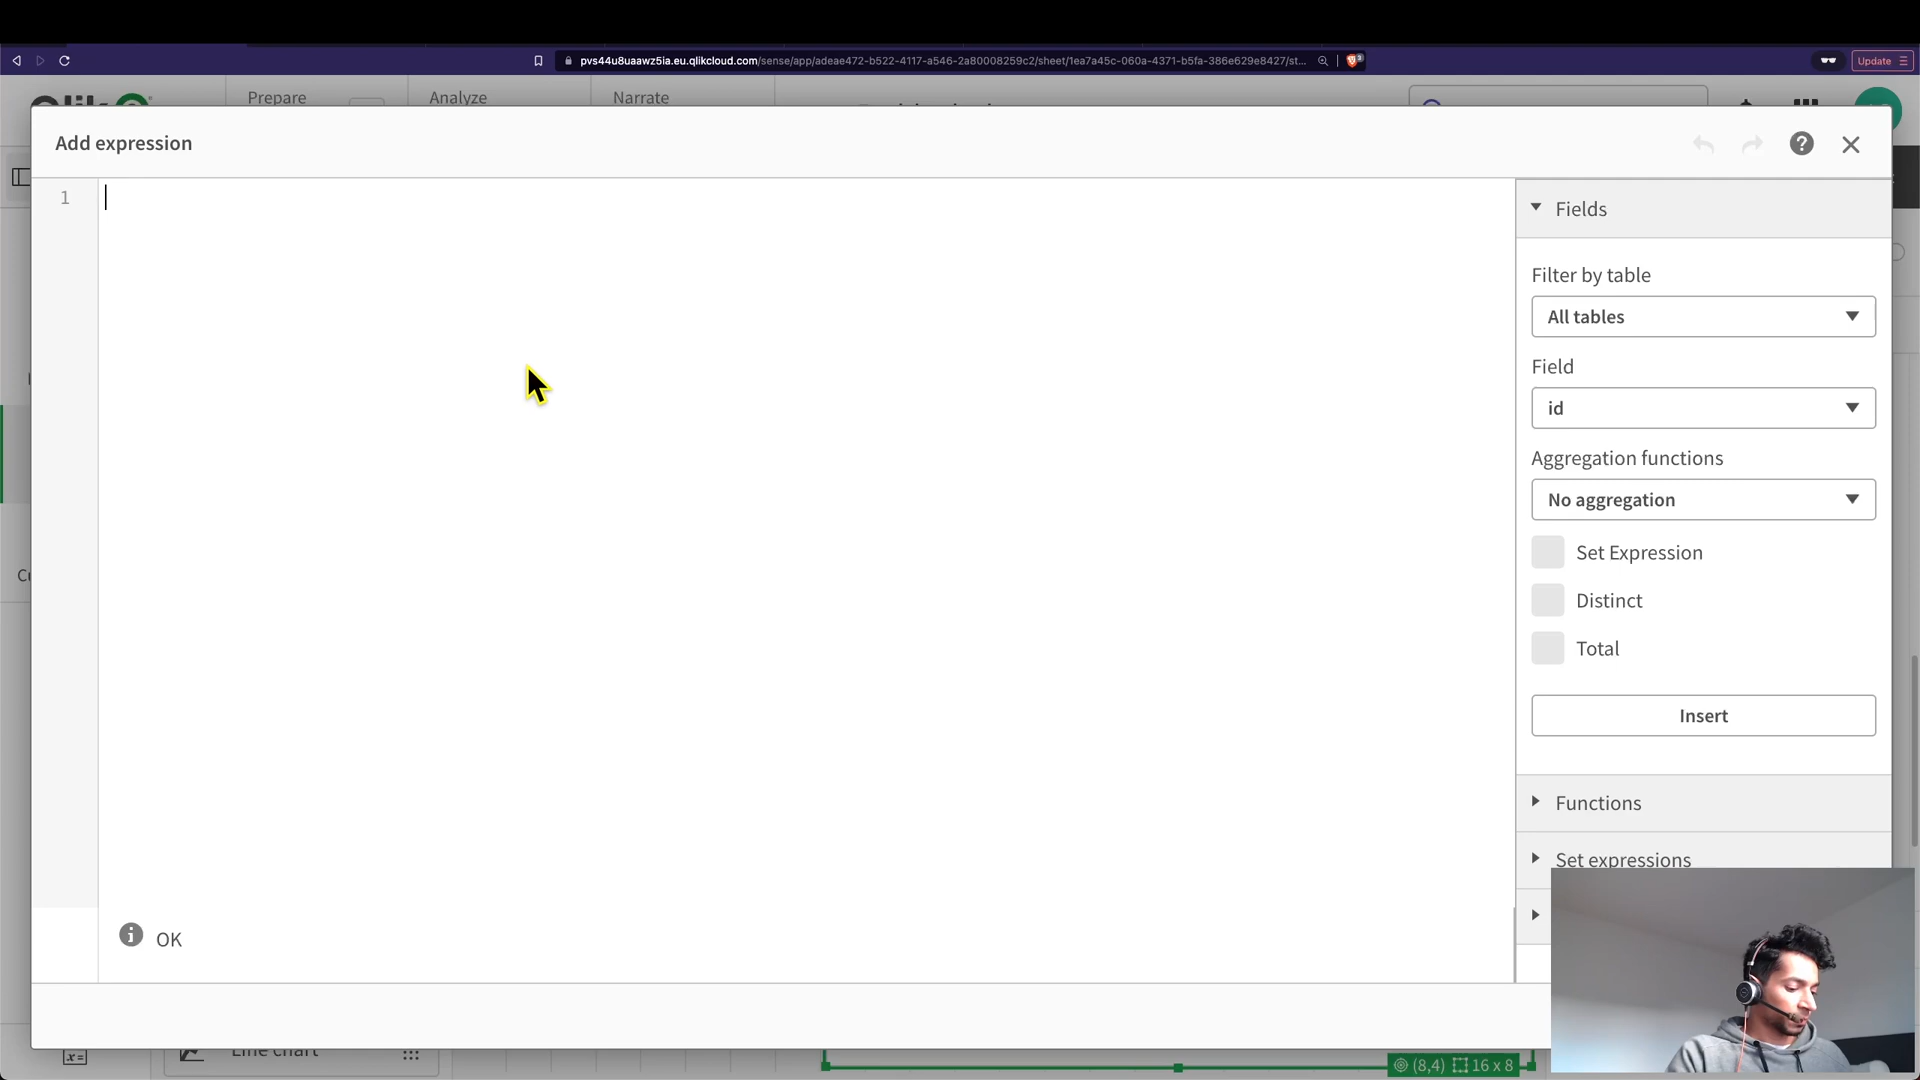 pvs44u8uaawz5ia.eu.qlikcloud.com/sense/app/adeae472-b522-4117-a546-2a80008259c2/sheet/1ea7a45c-060a-4371-b5fa-386e629e8427/st...
Update
Prepare
Analyze
Narrate
Add expression
?
1
Fields
Filter by table
All tables
Field
id
Aggregation functions
No aggregation
Set Expression
Distinct
Total
Insert
Functions
Set expressions
OK
Line chart
(8,4) 16 x 8